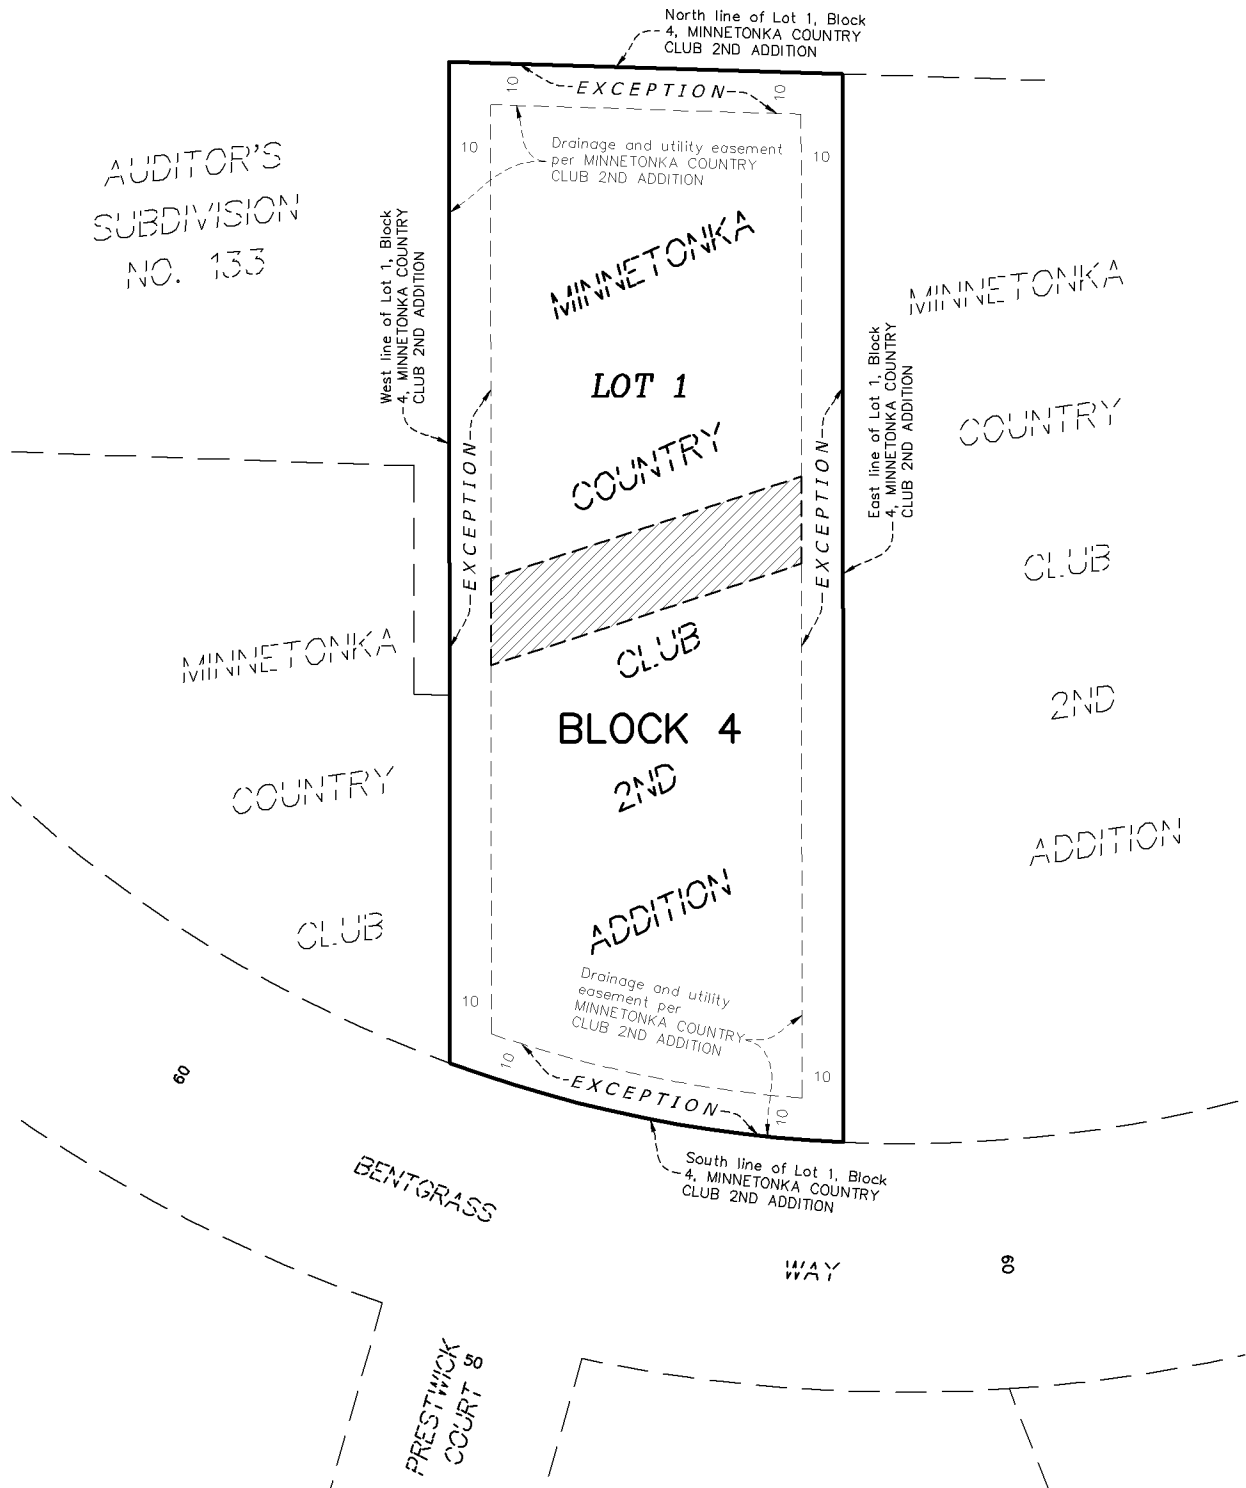 North line of Lot 1, Block
4, MINNETONKA COUNTRY
CLUB 2ND ADDITION
10
EXCEPTION
10
AUDITOR'S
SUBDIVISION
NO. 133
10
Drainage and utility easement
per MINNETONKA COUNTRY
CLUB 2ND ADDITION
10
West line of Lot 1, Block
4, MINNETONKA COUNTRY
CLUB 2ND ADDITION
MINNETONKA
MINNETONKA
LOT 1
East line of Lot 1, Block
4, MINNETONKA COUNTRY
CLUB 2ND ADDITION
COUNTRY
COUNTRY
EXCEPTION
EXCEPTION
CLUB
MINNETONKA
CLUB
BLOCK 4
2ND
COUNTRY
2ND
ADDITION
CLUB
ADDITION
Drainage and utility
easement per
MINNETONKA COUNTRY
CLUB 2ND ADDITION
10
10
EXCEPTION
10
10
60
South line of Lot 1, Block
4, MINNETONKA COUNTRY
CLUB 2ND ADDITION
BENTGRASS
WAY
60
PRESTWICK
COURT
50